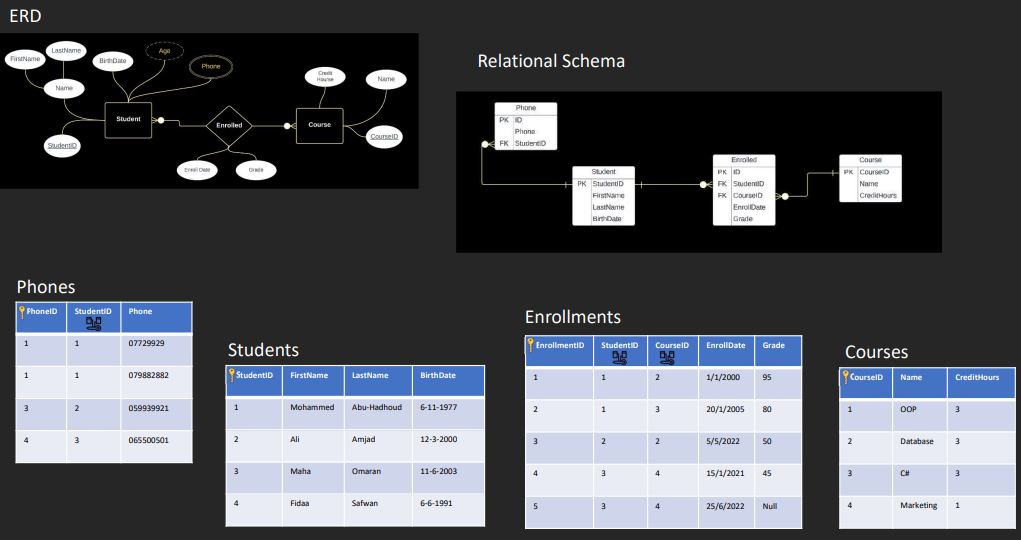 ERD
FirstName
LastName
BirthDate
Age
Phone
Name
StudentID
Student
Enrolled
Enroll Date
Grade
Course
Credit
Hourse
Name
CourseID
Relational Schema
Phone
PK ID
Phone
FK StudentID
Student
PK StudentID
FirstName
LastName
BirthDate
Enrolled
PK ID
FK StudentID
FK CourseID
EnrollDate
Grade
Course
PK CourseID
Name
CreditHours
Phones
PhoneID StudentID Phone
1 1 07729929
1 1 079882882
3 2 059939921
4 3 065500501
Students
StudentID FirstName LastName BirthDate
1 Mohammed Abu-Hadhoud 6-11-1977
2 Ali Amjad 12-3-2000
3 Maha Omaran 11-6-2003
4 Fidaa Safwan 6-6-1991
Enrollments
EnrollmentID StudentID CourseID EnrollDate Grade
1 1 2 1/1/2000 95
2 1 3 20/1/2005 80
3 2 2 5/5/2022 50
4 3 4 15/1/2021 45
5 3 4 25/6/2022 Null
Courses
CourseID Name CreditHours
1 OOP 3
2 Database 3
3 C# 3
4 Marketing 1